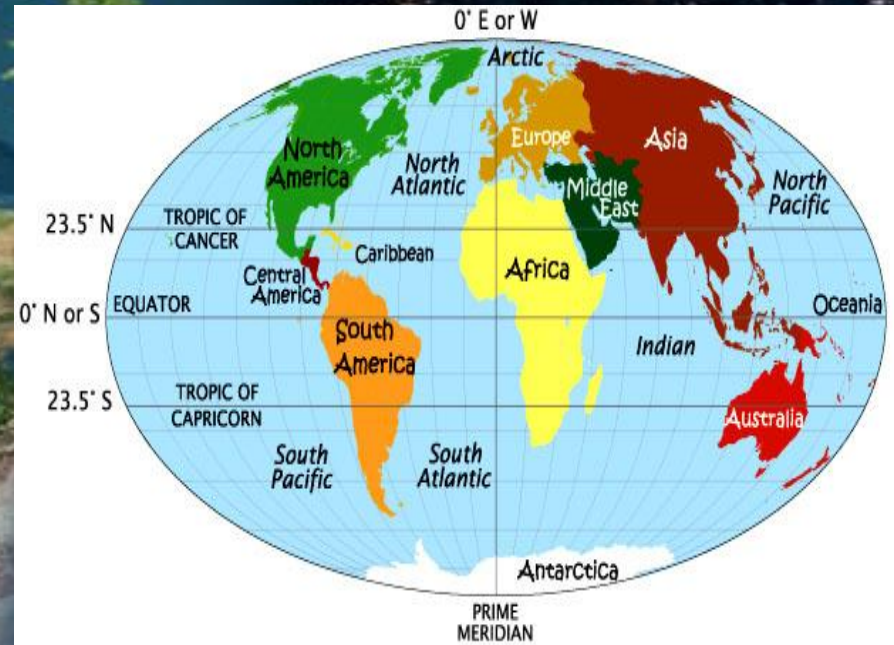 0° E or W
Arctic
North
America
North
Atlantic
Europe
Asia
Middle
East
North
Pacific
23.5° N
TROPIC OF
CANCER
Caribbean
Central
America
Africa
0° N or S
EQUATOR
Oceania
South
America
Indian
23.5° S
TROPIC OF
CAPRICORN
Australia
South
Pacific
South
Atlantic
Antarctica
PRIME
MERIDIAN